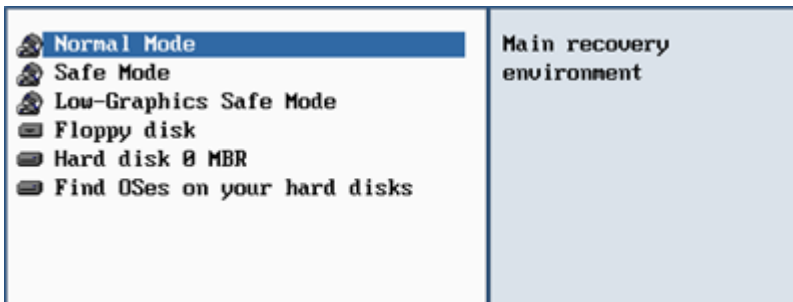 Normal Mode
Safe Mode
Low-Graphics Safe Mode
Floppy disk
Hard disk 0 MBR
Find OSes on your hard disks
Main recovery
environment